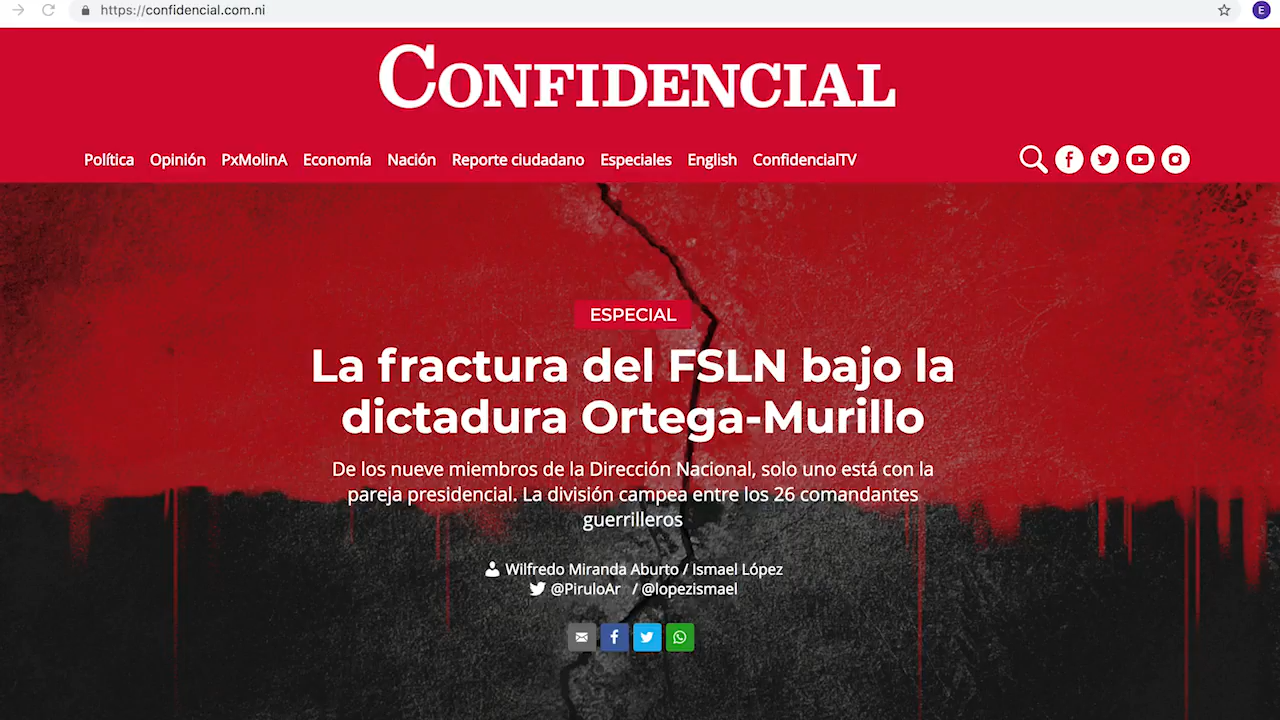 https://confidencial.com.ni
E
CONFIDENCIAL
Política Opinión PxMolinA Economía Nación Reporte ciudadano Especiales English ConfidencialTV
ESPECIAL
La fractura del FSLN bajo la
dictadura Ortega-Murillo
De los nueve miembros de la Dirección Nacional, solo uno está con la
pareja presidencial. La división campea entre los 26 comandantes
guerrilleros
Wilfredo Miranda Aburto / Ismael López
@PiruloAr / @lopezismael